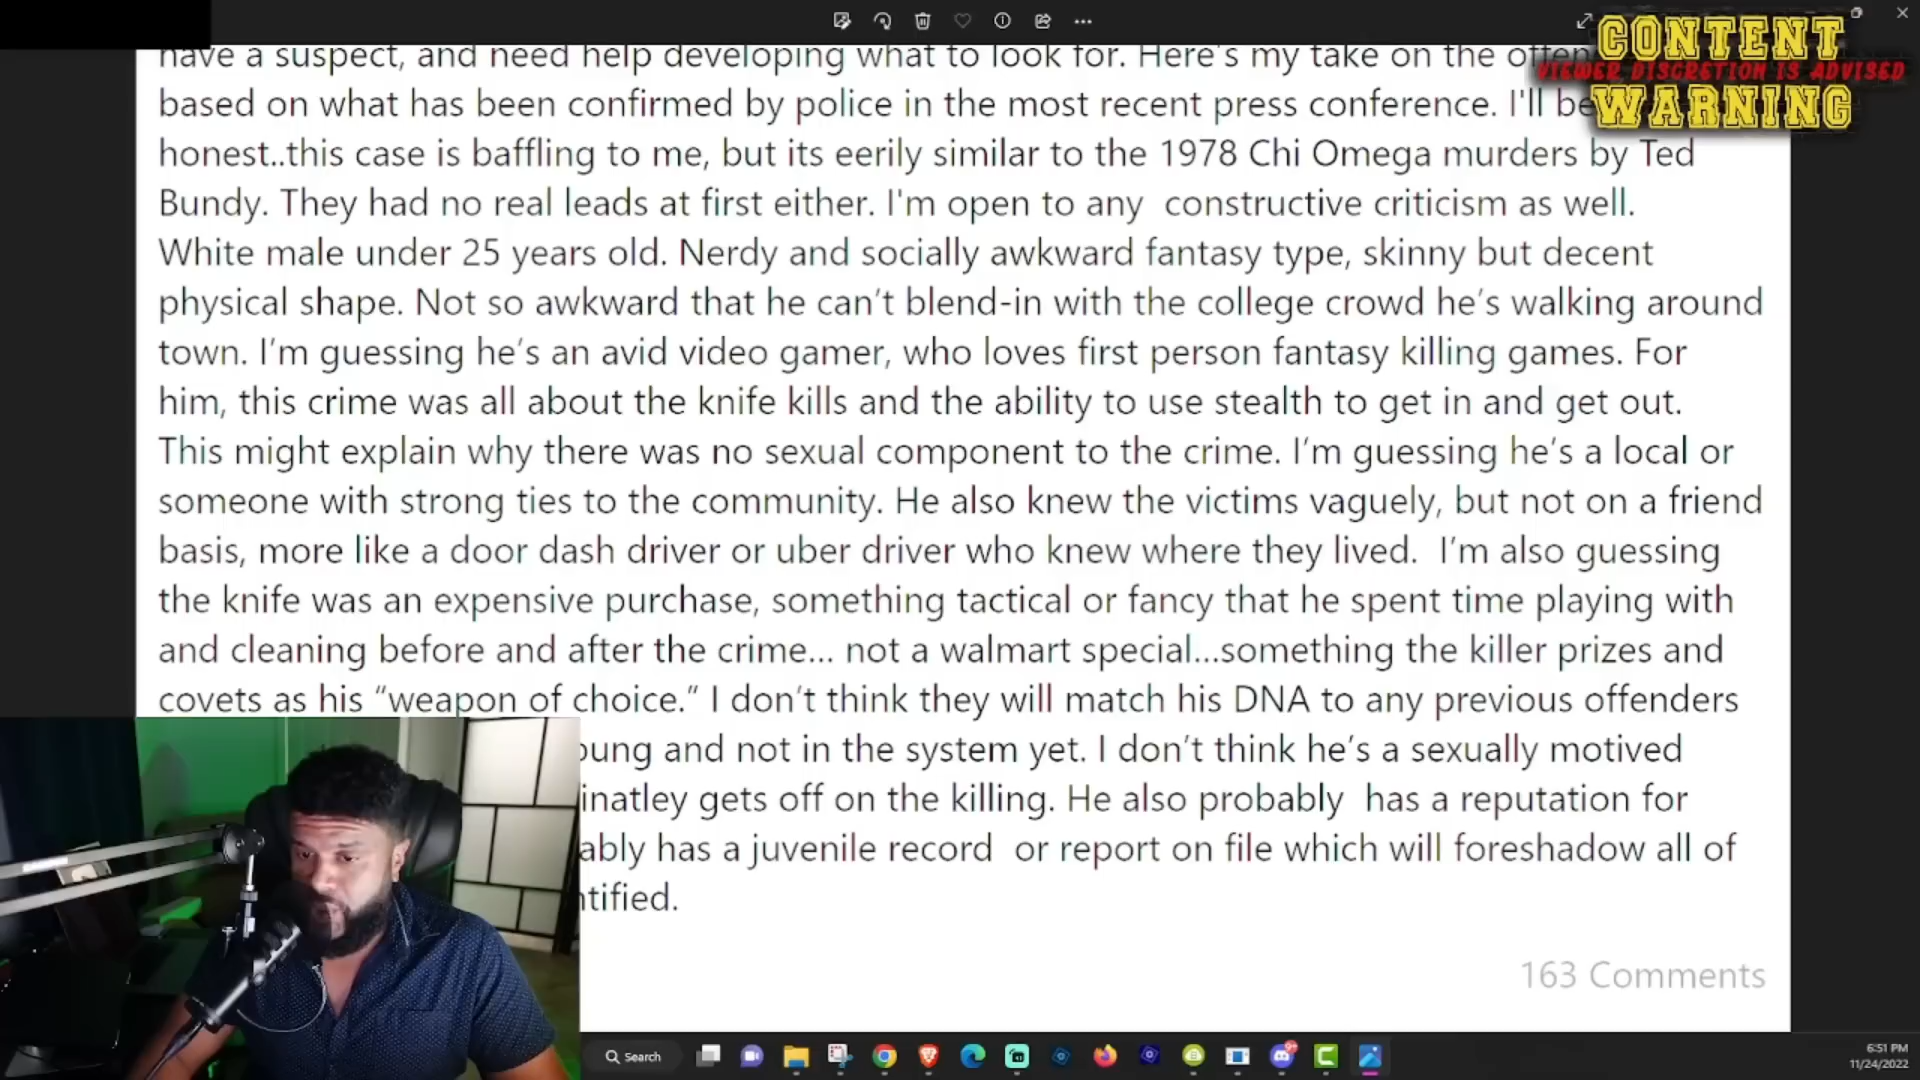 CONTENT
VIEWER DISCRETION IS ADVISED
WARNING
have a suspect, and need help developing what to look for. Here's my take on the
based on what has been confirmed by police in the most recent press conference. I'll be
honest..this case is baffling to me, but its eerily similar to the 1978 Chi Omega murders by Ted
Bundy. They had no real leads at first either. I'm open to any  constructive criticism as well.
White male under 25 years old. Nerdy and socially awkward fantasy type, skinny but decent
physical shape. Not so awkward that he can’t blend-in with the college crowd he’s walking around
town. I’m guessing he’s an avid video gamer, who loves first person fantasy killing games. For
him, this crime was all about the knife kills and the ability to use stealth to get in and get out.
This might explain why there was no sexual component to the crime. I’m guessing he’s a local or
someone with strong ties to the community. He also knew the victims vaguely, but not on a friend
basis, more like a door dash driver or uber driver who knew where they lived.  I’m also guessing
the knife was an expensive purchase, something tactical or fancy that he spent time playing with
and cleaning before and after the crime... not a walmart special...something the killer prizes and
covets as his “weapon of choice.” I don’t think they will match his DNA to any previous offenders
oung and not in the system yet. I don’t think he’s a sexually motived
inatley gets off on the killing. He also probably  has a reputation for
ably has a juvenile record  or report on file which will foreshadow all of
ntified.
163 Comments
Search
6:51 PM
11/24/2022